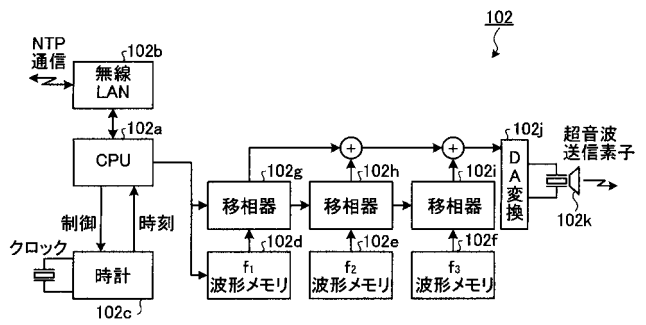 102
NTP
通信
102b
無線
LAN
102a
CPU
制御
時刻
クロック
時計
102c
102g
移相器
102h
移相器
102i
移相器
102d
f₁
波形メモリ
102e
f₂
波形メモリ
102f
f₃
波形メモリ
+
+
102j
DA変換
超音波
送信素子
102k